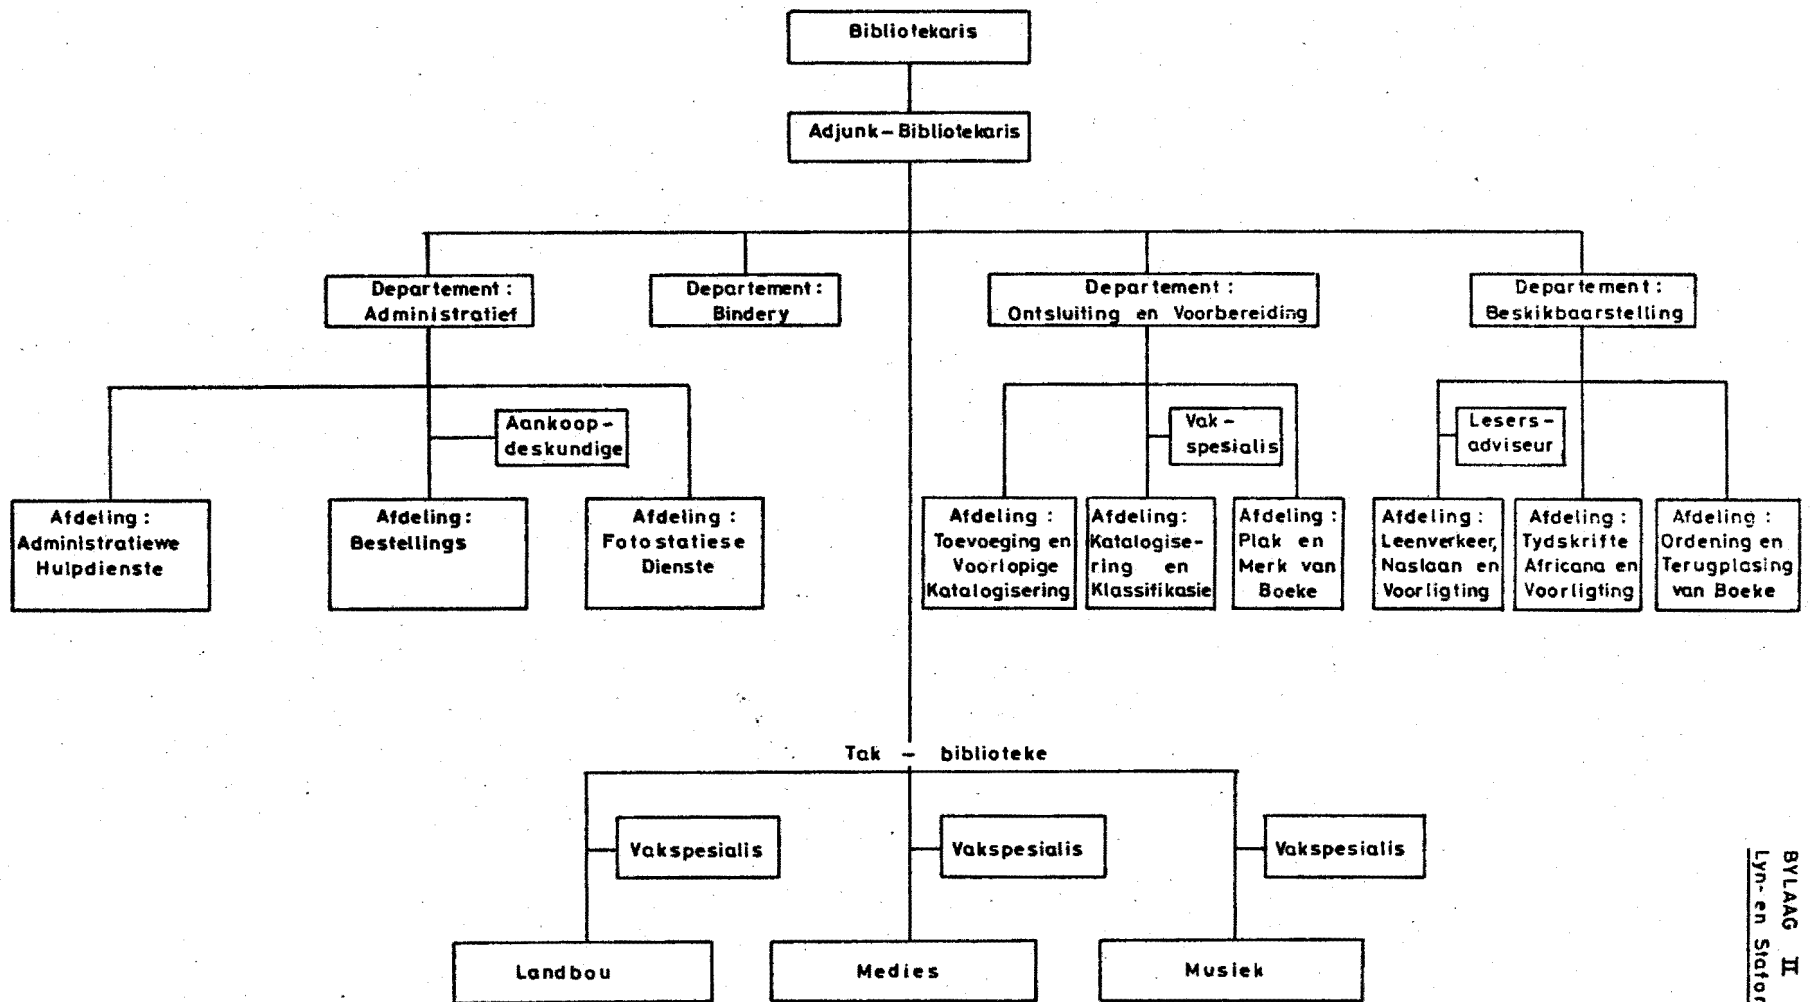 Bibliotekaris
Adjunk-Bibliotekaris
Departement:
Administratief
Departement:
Bindery
Departement:
Ontsluiting en Voorbereiding
Departement:
Beskikbaarstelling
Aankoop-
deskundige
Vak-
spesialis
Lesers-
adviseur
Afdeling:
Administratiewe
Hulpdienste
Afdeling:
Bestellings
Afdeling:
Fotostatiese
Dienste
Afdeling:
Toevoeging en
Voorlopige
Katalogisering
Afdeling:
Katalogise-
ring en
Klassifikasie
Afdeling:
Plak en
Merk van
Boeke
Afdeling:
Leenverkeer,
Naslaan en
Voorligting
Afdeling:
Tydskrifte
Africana en
Voorligting
Afdeling:
Ordening en
Terugplasing
van Boeke
Tak - biblioteke
Vakspesialis
Vakspesialis
Vakspesialis
Landbou
Medies
Musiek
BYLAAG II
Lyn- en